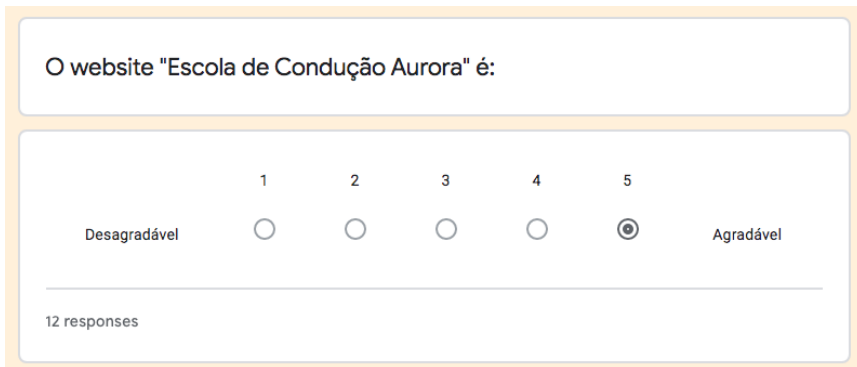 O website "Escola de Condução Aurora" é:
1 2 3 4 5
Desagradável Agradável
12 responses